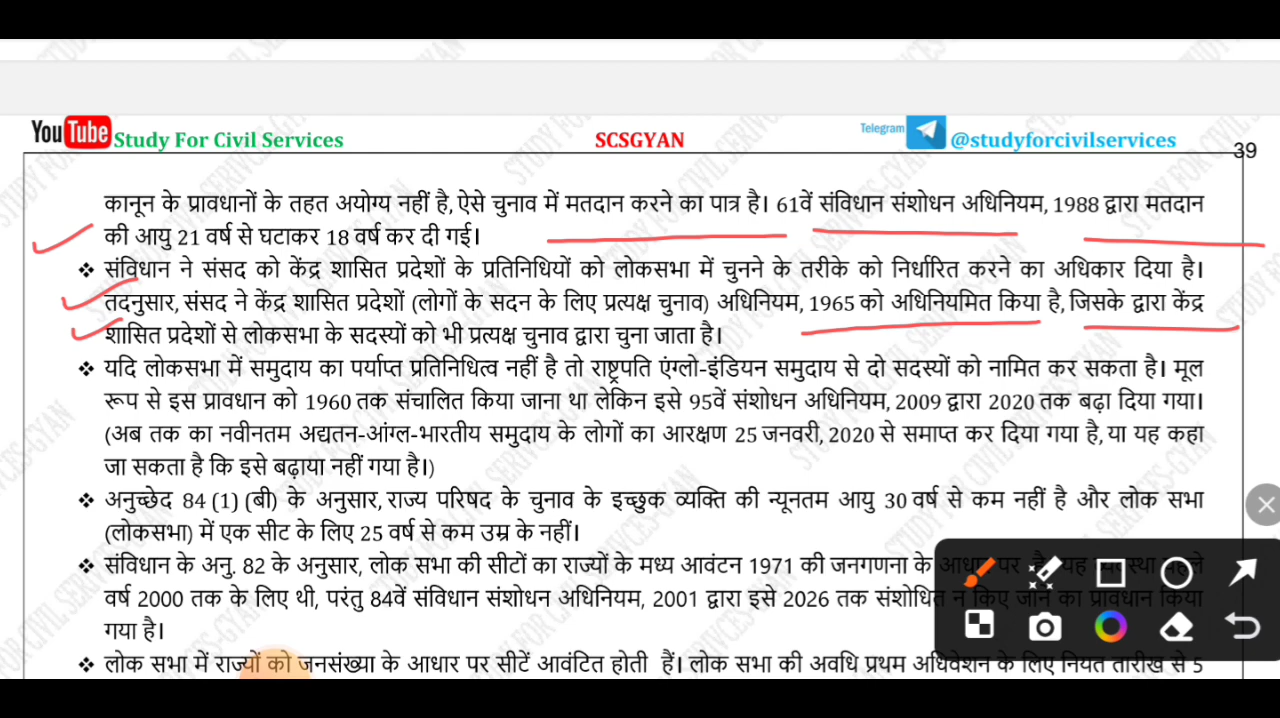 YouTube Study For Civil Services SCSGYAN Telegram @studyforcivilservices 39
कानून के प्रावधानों के तहत अयोग्य नहीं है, ऐसे चुनाव में मतदान करने का पात्र है। 61वें संविधान संशोधन अधिनियम, 1988 द्वारा मतदान
की आयु 21 वर्ष से घटाकर 18 वर्ष कर दी गई।
❖ संविधान ने संसद को केंद्र शासित प्रदेशों के प्रतिनिधियों को लोकसभा में चुनने के तरीके को निर्धारित करने का अधिकार दिया है।
तदनुसार, संसद ने केंद्र शासित प्रदेशों (लोगों के सदन के लिए प्रत्यक्ष चुनाव) अधिनियम, 1965 को अधिनियमित किया है, जिसके द्वारा केंद्र
शासित प्रदेशों से लोकसभा के सदस्यों को भी प्रत्यक्ष चुनाव द्वारा चुना जाता है।
❖ यदि लोकसभा में समुदाय का पर्याप्त प्रतिनिधित्व नहीं है तो राष्ट्रपति एंग्लो-इंडियन समुदाय से दो सदस्यों को नामित कर सकता है। मूल
रूप से इस प्रावधान को 1960 तक संचालित किया जाना था लेकिन इसे 95वें संशोधन अधिनियम, 2009 द्वारा 2020 तक बढ़ा दिया गया।
(अब तक का नवीनतम अद्यतन-आंग्ल-भारतीय समुदाय के लोगों का आरक्षण 25 जनवरी, 2020 से समाप्त कर दिया गया है, या यह कहा
जा सकता है कि इसे बढ़ाया नहीं गया है।)
❖ अनुच्छेद 84 (1) (बी) के अनुसार, राज्य परिषद के चुनाव के इच्छुक व्यक्ति की न्यूनतम आयु 30 वर्ष से कम नहीं है और लोक सभा
(लोकसभा) में एक सीट के लिए 25 वर्ष से कम उम्र के नहीं।
❖ संविधान के अनु. 82 के अनुसार, लोक सभा की सीटों का राज्यों के मध्य आवंटन 1971 की जनगणना के आधार पर है। यह व्यवस्था पहले
वर्ष 2000 तक के लिए थी, परंतु 84वें संविधान संशोधन अधिनियम, 2001 द्वारा इसे 2026 तक संशोधित न किए जाने का प्रावधान किया
गया है।
❖ लोक सभा में राज्यों को जनसंख्या के आधार पर सीटें आवंटित होती हैं। लोक सभा की अवधि प्रथम अधिवेशन के लिए नियत तारीख से 5